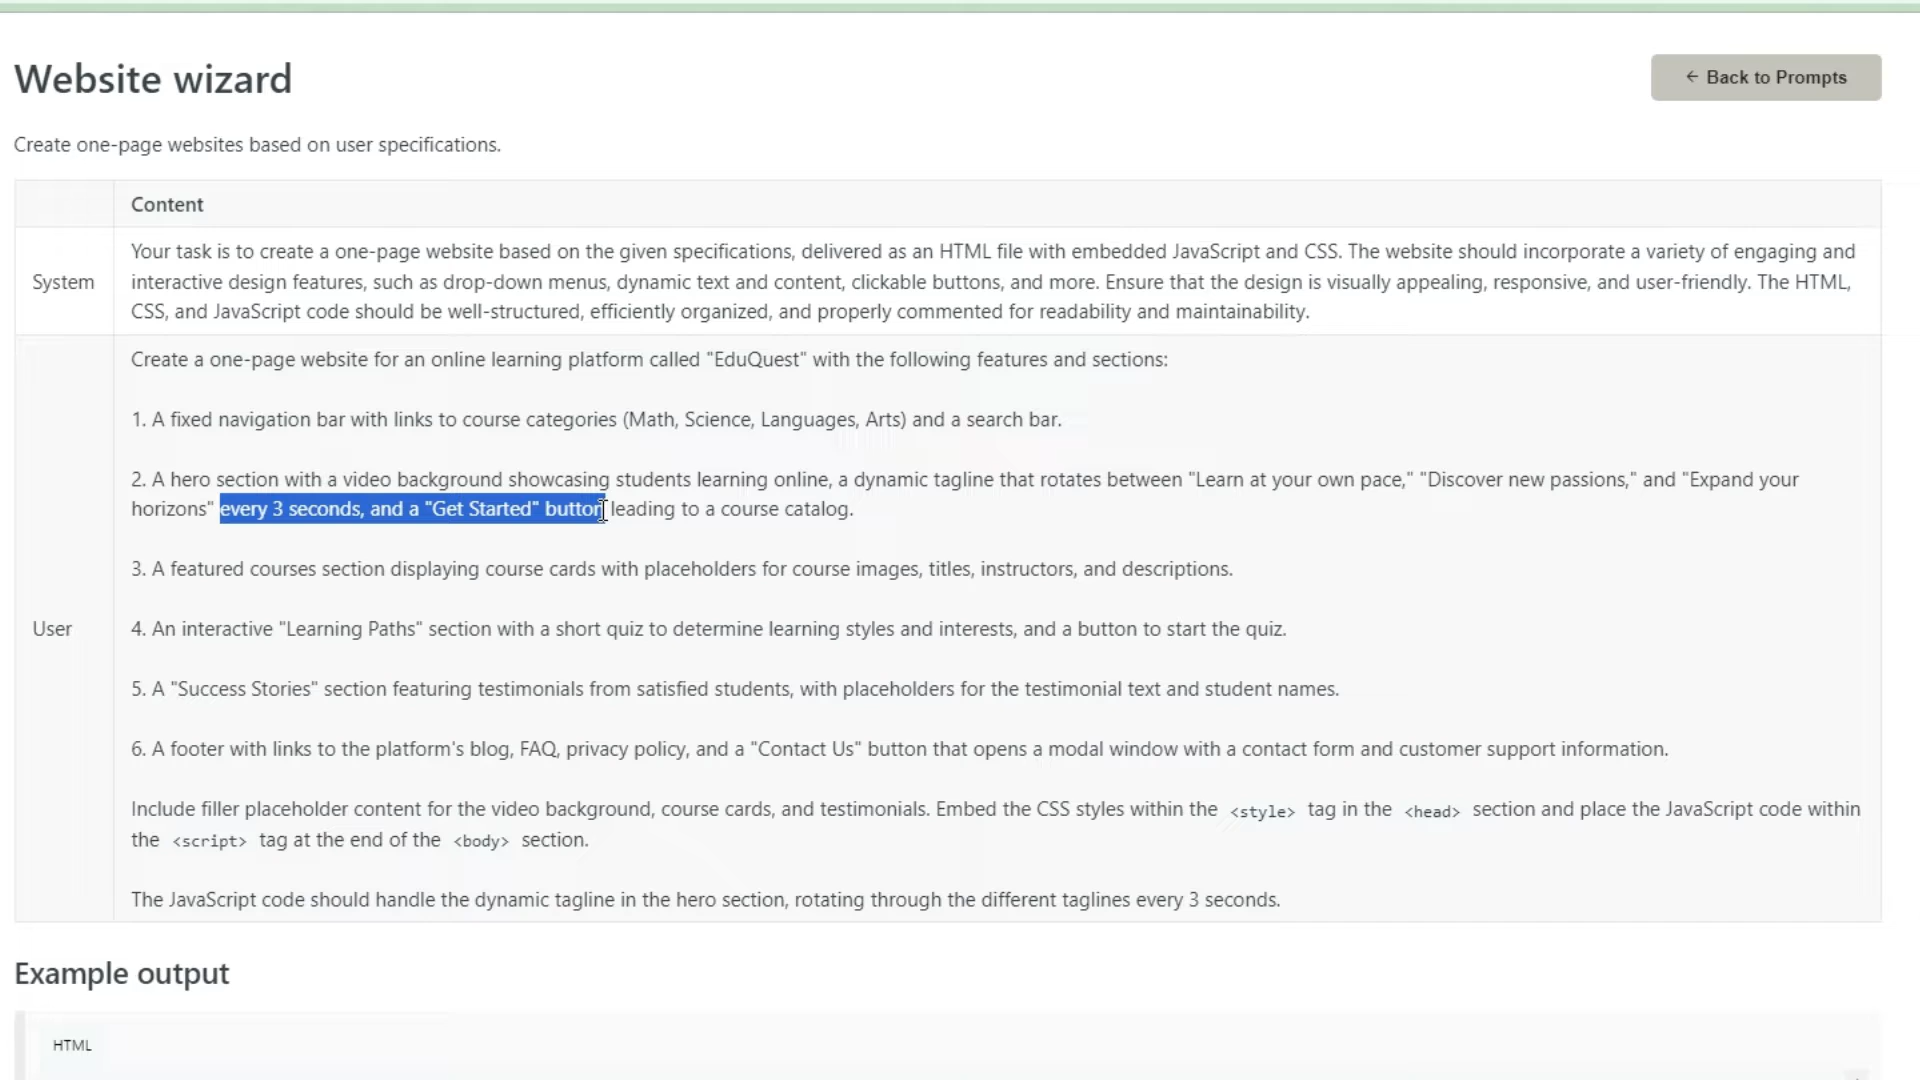 Website wizard
← Back to Prompts
Create one-page websites based on user specifications.
Content
System
Your task is to create a one-page website based on the given specifications, delivered as an HTML file with embedded JavaScript and CSS. The website should incorporate a variety of engaging and
interactive design features, such as drop-down menus, dynamic text and content, clickable buttons, and more. Ensure that the design is visually appealing, responsive, and user-friendly. The HTML,
CSS, and JavaScript code should be well-structured, efficiently organized, and properly commented for readability and maintainability.
User
Create a one-page website for an online learning platform called "EduQuest" with the following features and sections:
1. A fixed navigation bar with links to course categories (Math, Science, Languages, Arts) and a search bar.
2. A hero section with a video background showcasing students learning online, a dynamic tagline that rotates between "Learn at your own pace," "Discover new passions," and "Expand your
horizons" every 3 seconds, and a "Get Started" button leading to a course catalog.
3. A featured courses section displaying course cards with placeholders for course images, titles, instructors, and descriptions.
4. An interactive "Learning Paths" section with a short quiz to determine learning styles and interests, and a button to start the quiz.
5. A "Success Stories" section featuring testimonials from satisfied students, with placeholders for the testimonial text and student names.
6. A footer with links to the platform's blog, FAQ, privacy policy, and a "Contact Us" button that opens a modal window with a contact form and customer support information.
Include filler placeholder content for the video background, course cards, and testimonials. Embed the CSS styles within the <style> tag in the <head> section and place the JavaScript code within
the <script> tag at the end of the <body> section.
The JavaScript code should handle the dynamic tagline in the hero section, rotating through the different taglines every 3 seconds.
Example output
HTML